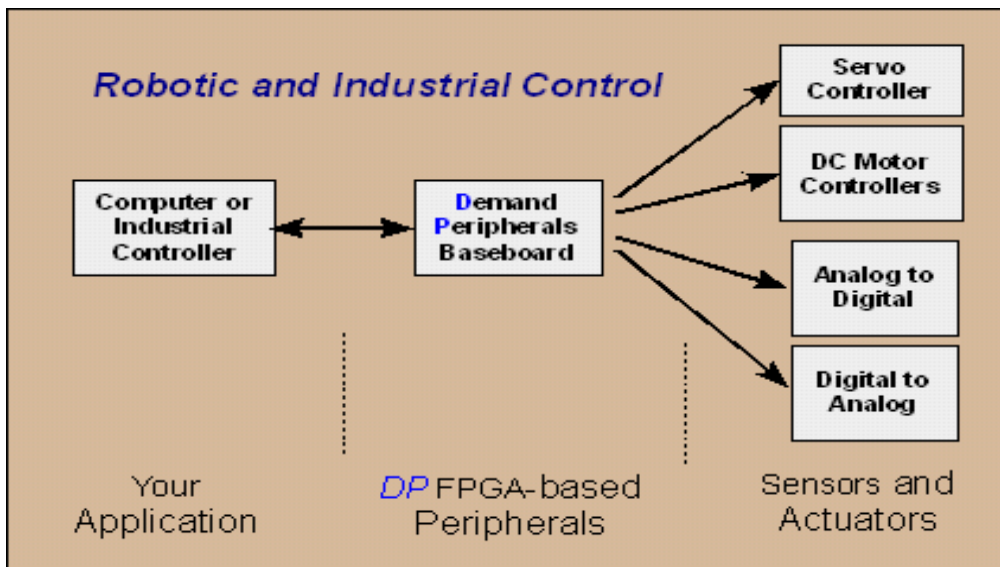 Robotic and Industrial Control
Servo
Controller
DC Motor
Controllers
Computer or
Industrial
Controller
Demand
Peripherals
Baseboard
Analog to
Digital
Digital to
Analog
Your
Application
DP FPGA-based
Peripherals
Sensors and
Actuators